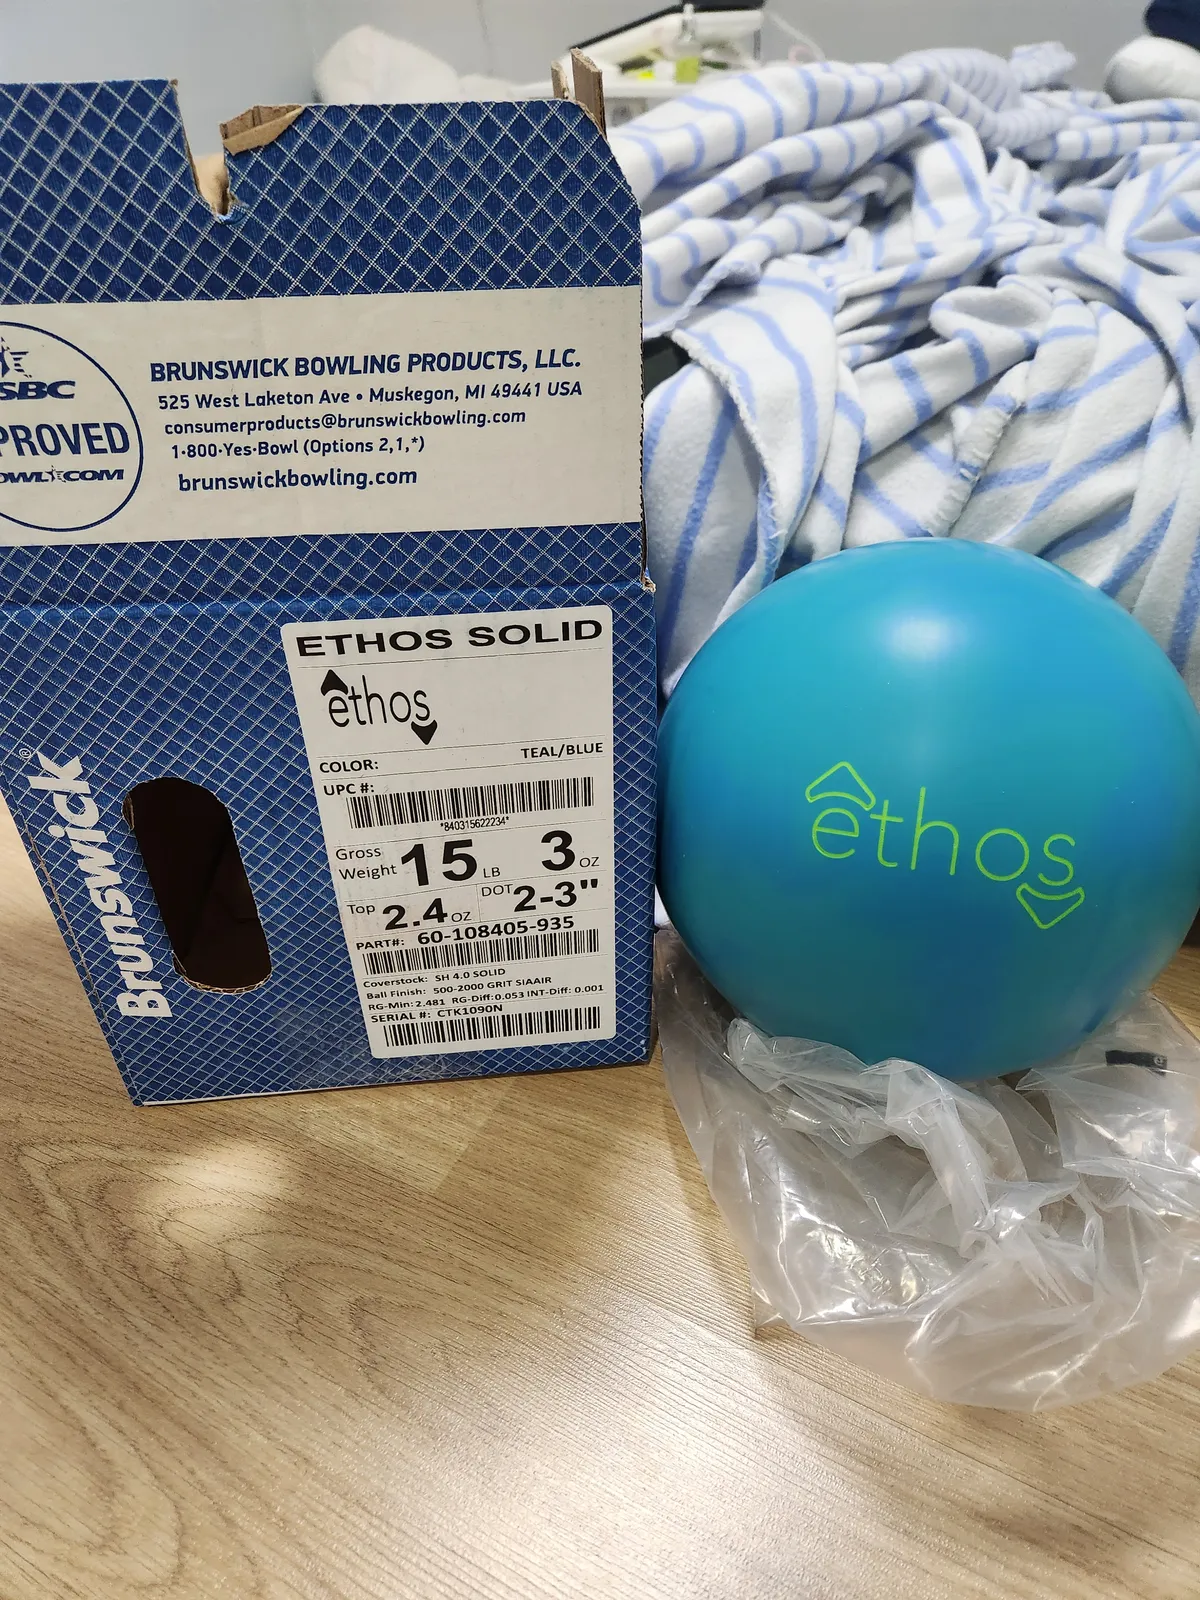 SBC
PROVED
OWL.COM
BRUNSWICK BOWLING PRODUCTS, LLC.
525 West Laketon Ave • Muskegon, MI 49441 USA
consumerproducts@brunswickbowling.com
1-800-Yes-Bowl (Options 2,1,*)
brunswickbowling.com
Brunswick®
ETHOS SOLID
ethos
COLOR: TEAL/BLUE
UPC #:
*840315622234*
Gross Weight 15 LB 3 OZ
Top 2.4 OZ DOT 2-3"
PART#: 60-108405-935
Coverstock: SH 4.0 SOLID
Ball Finish: 500-2000 GRIT SIAAIR
RG-Min: 2.481 RG-Diff: 0.053 INT-Diff: 0.001
SERIAL #: CTK1090N
ethos